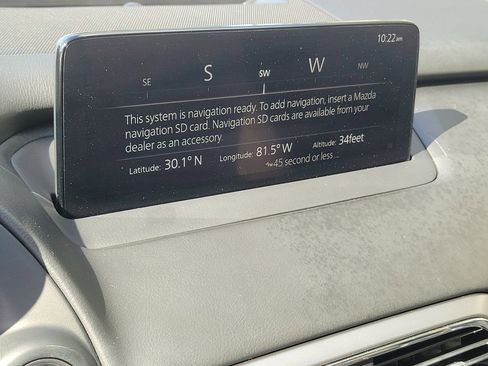 10:22am
SE S SW W NW
This system is navigation ready. To add navigation, insert a Mazda
navigation SD card. Navigation SD cards are available from your
dealer as an accessory.
Latitude: 30.1° N Longitude: 81.5° W Altitude: 34feet
45 second or less ...